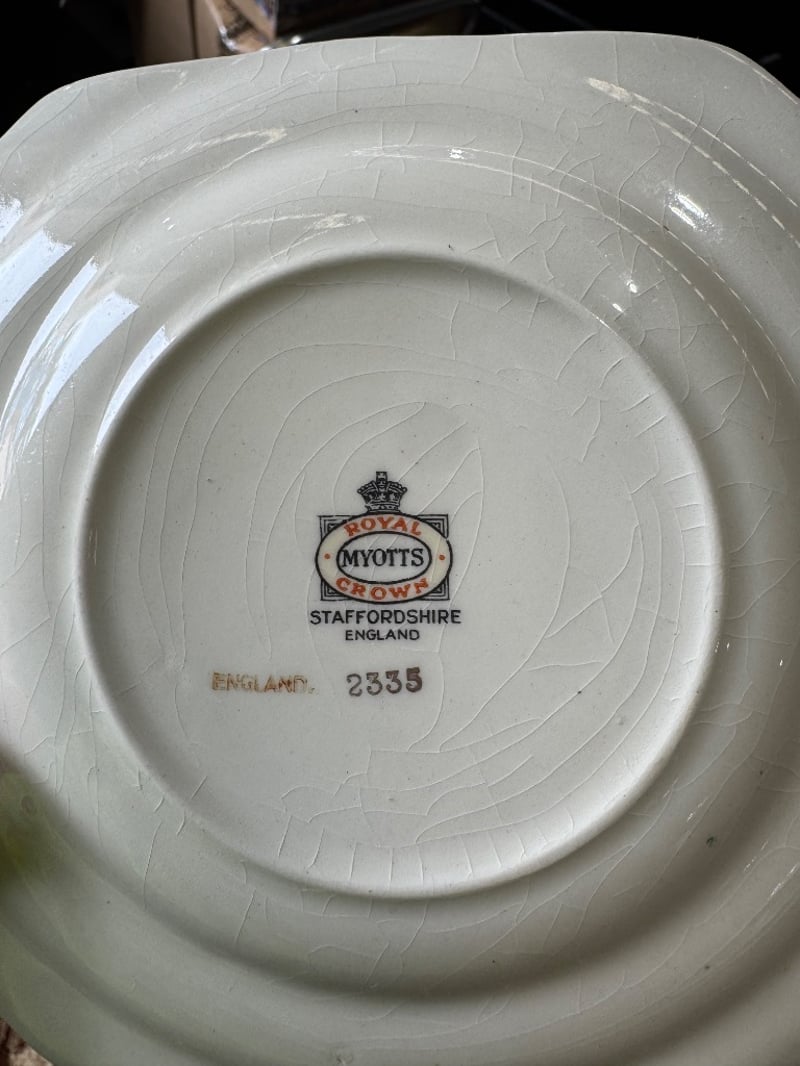 ROYAL
MYOTTS
CROWN
STAFFORDSHIRE
ENGLAND
ENGLAND. 2335